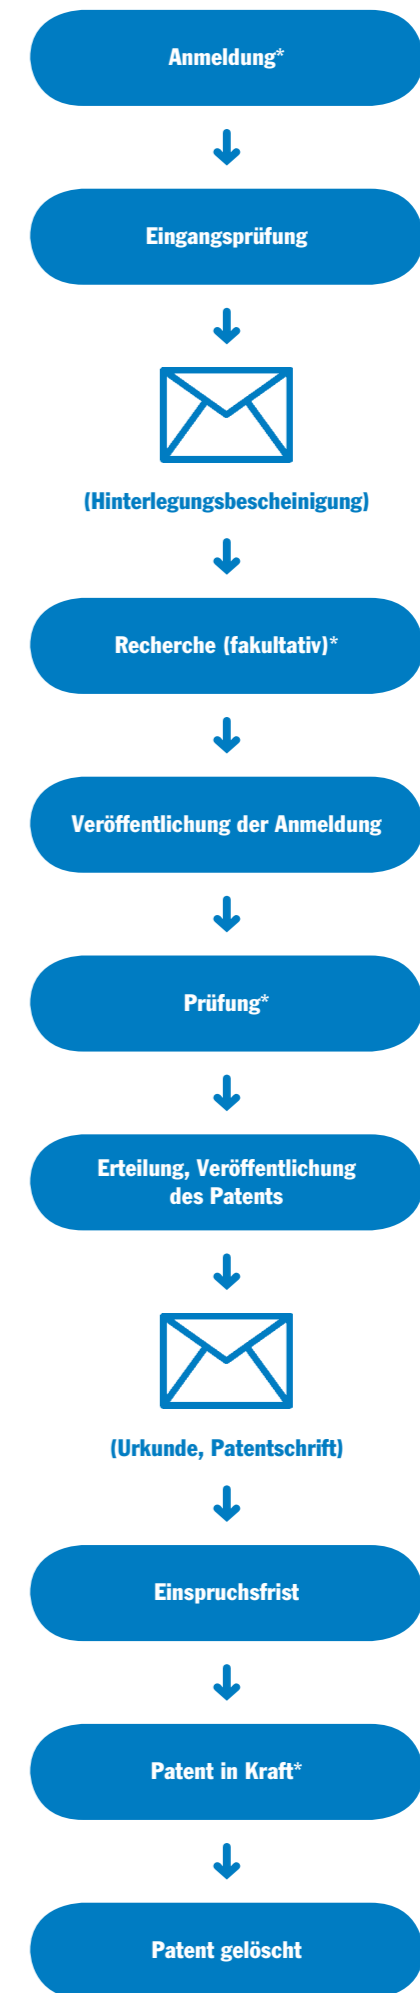 Anmeldung*
Eingangsprüfung
(Hinterlegungsbescheinigung)
Recherche (fakultativ)*
Veröffentlichung der Anmeldung
Prüfung*
Erteilung, Veröffentlichung
des Patents
(Urkunde, Patentschrift)
Einspruchsfrist
Patent in Kraft*
Patent gelöscht